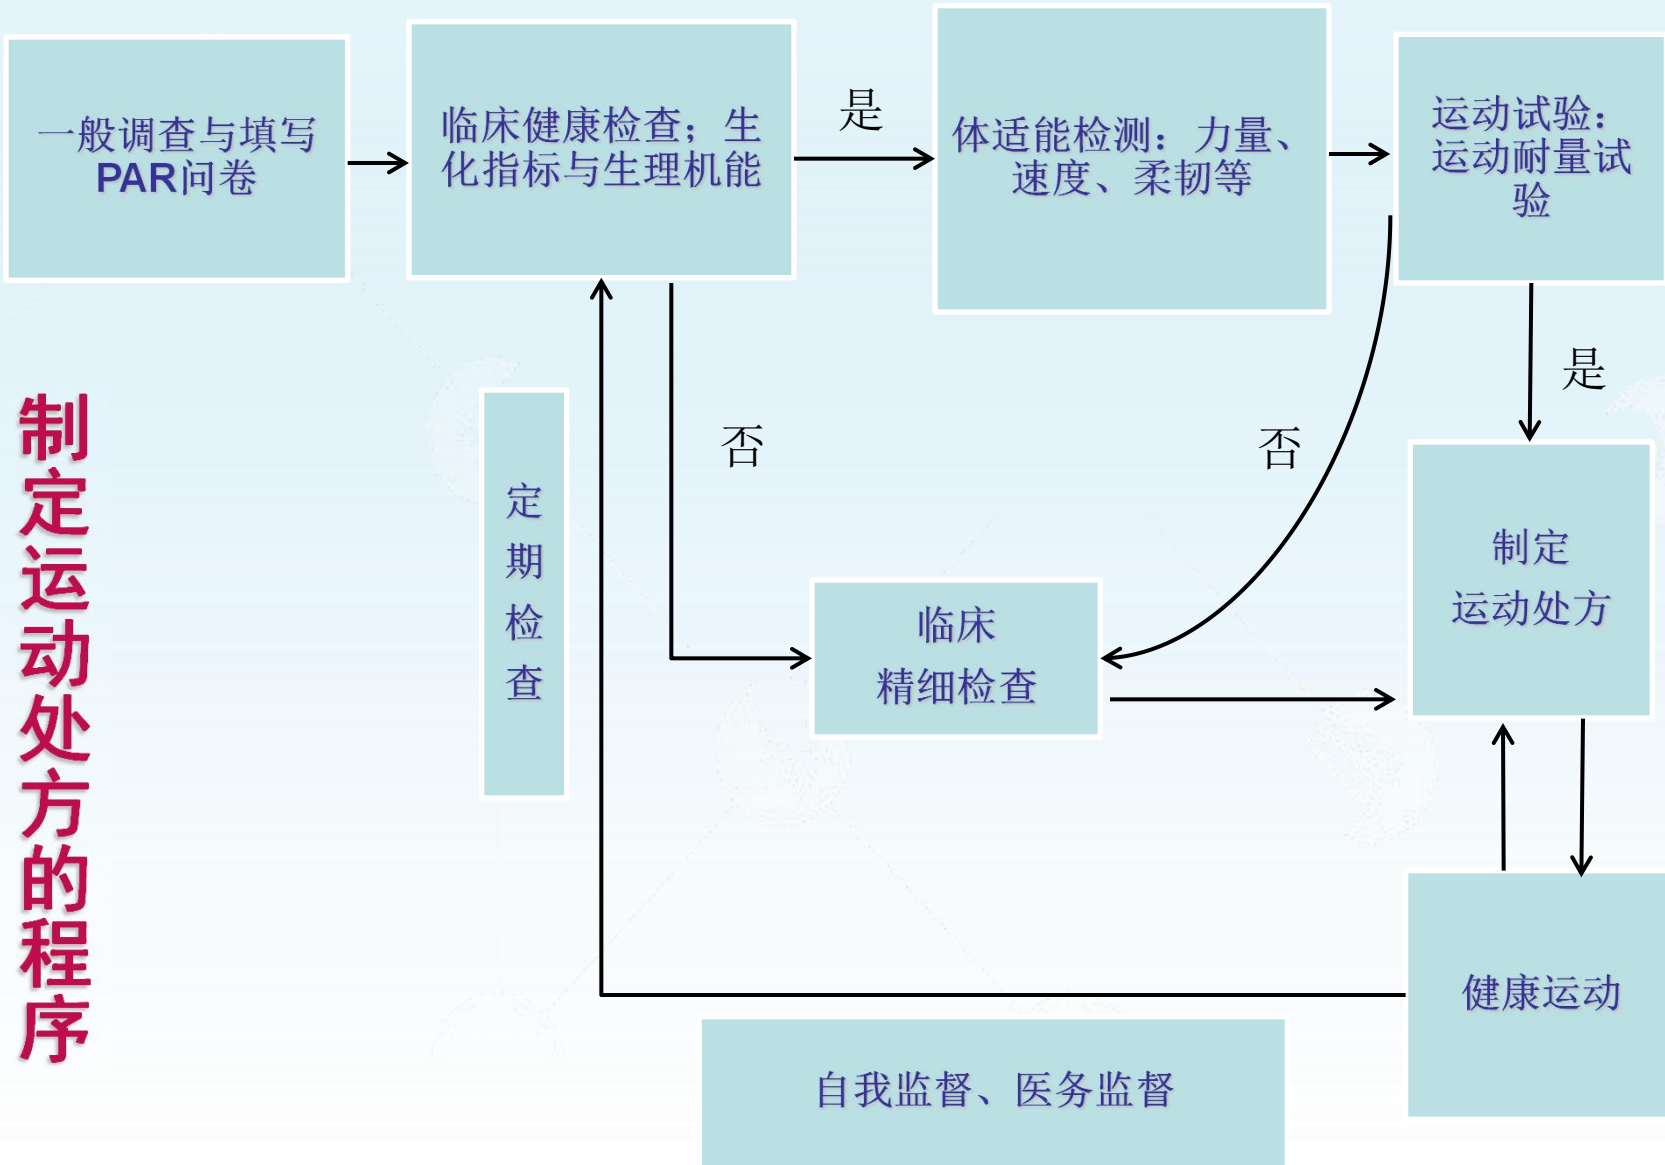 一般调查与填写
PAR问卷
临床健康检查；生
化指标与生理机能
是
体适能检测：力量、
速度、柔韧等
运动试验：
运动耐量试
验
是
否
否
定
期
检
查
临床
精细检查
制定
运动处方
制定运动处方的程序
健康运动
自我监督、医务监督